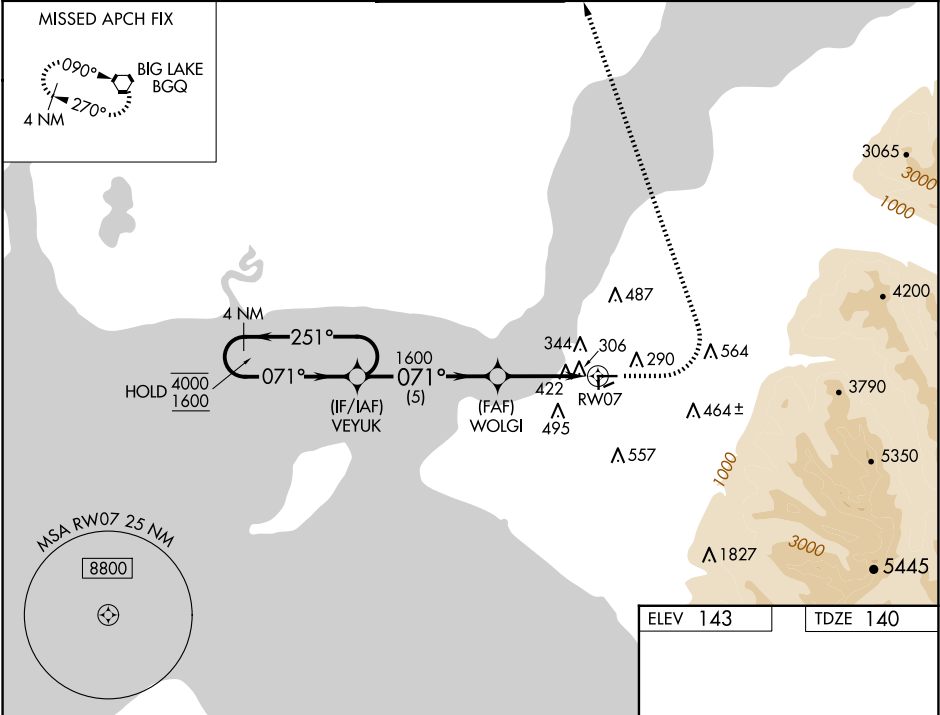 MISSED APCH FIX
090°
BIG LAKE
BGQ
270°
4 NM
3065
3000
1000
4200
487
4 NM
251°
344
306
290
564
1600
HOLD 4000
1600
071°
071°
(5)
422
RW07
3790
(IF/IAF)
VEYUK
(FAF)
WOLGI
495
464 ±
557
1000
5350
MSA RW07 25 NM
8800
1827
3000
5445
ELEV 143
TDZE 140